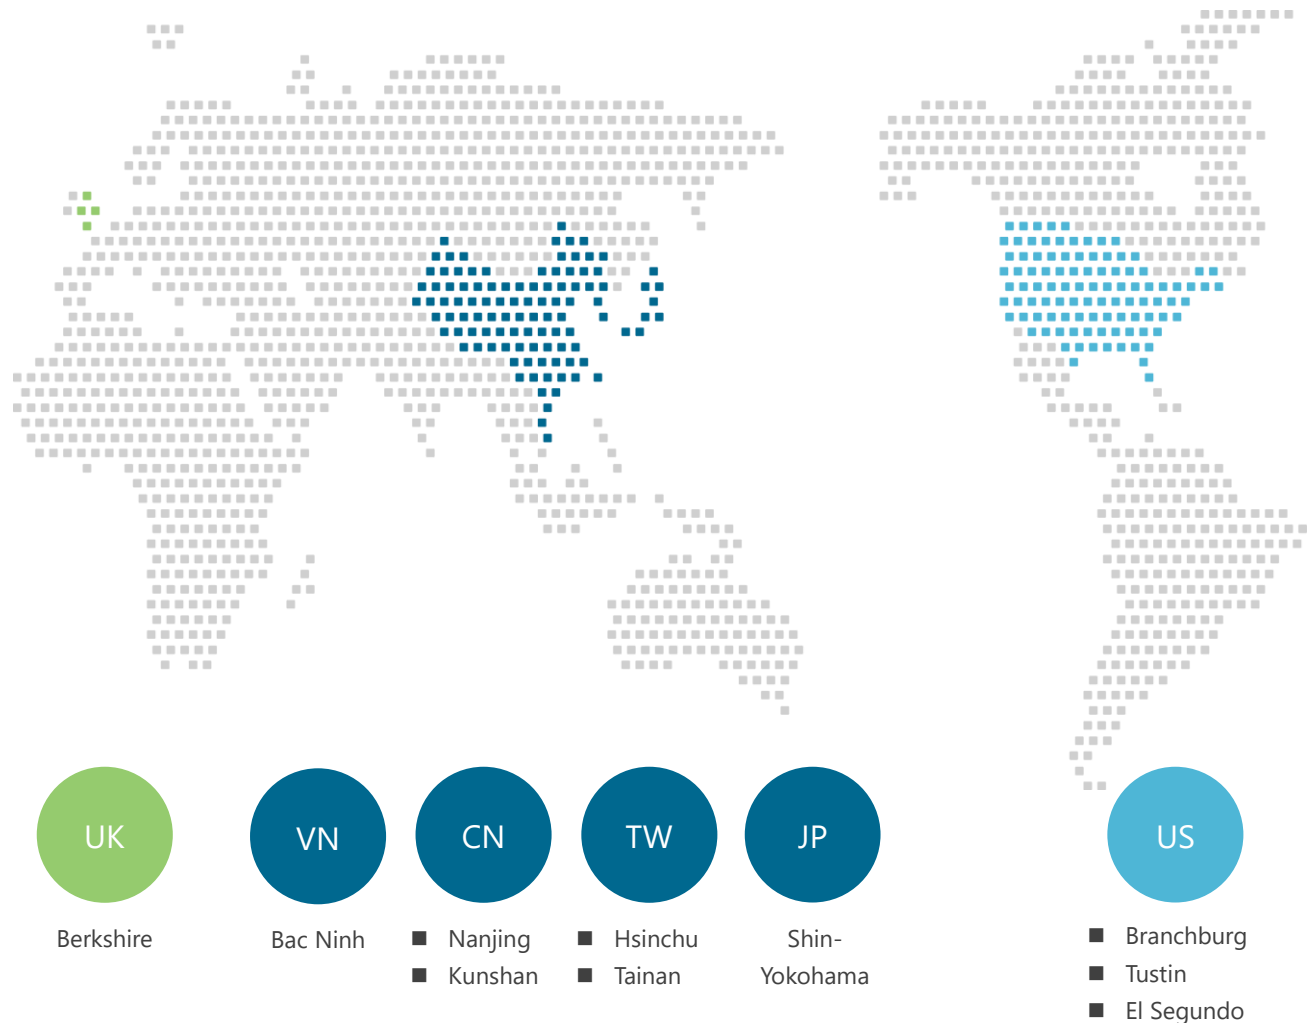 UK
VN
CN
TW
JP
US
Berkshire
Bac Ninh
Nanjing
Kunshan
Hsinchu
Tainan
Shin-
Yokohama
Branchburg
Tustin
El Segundo